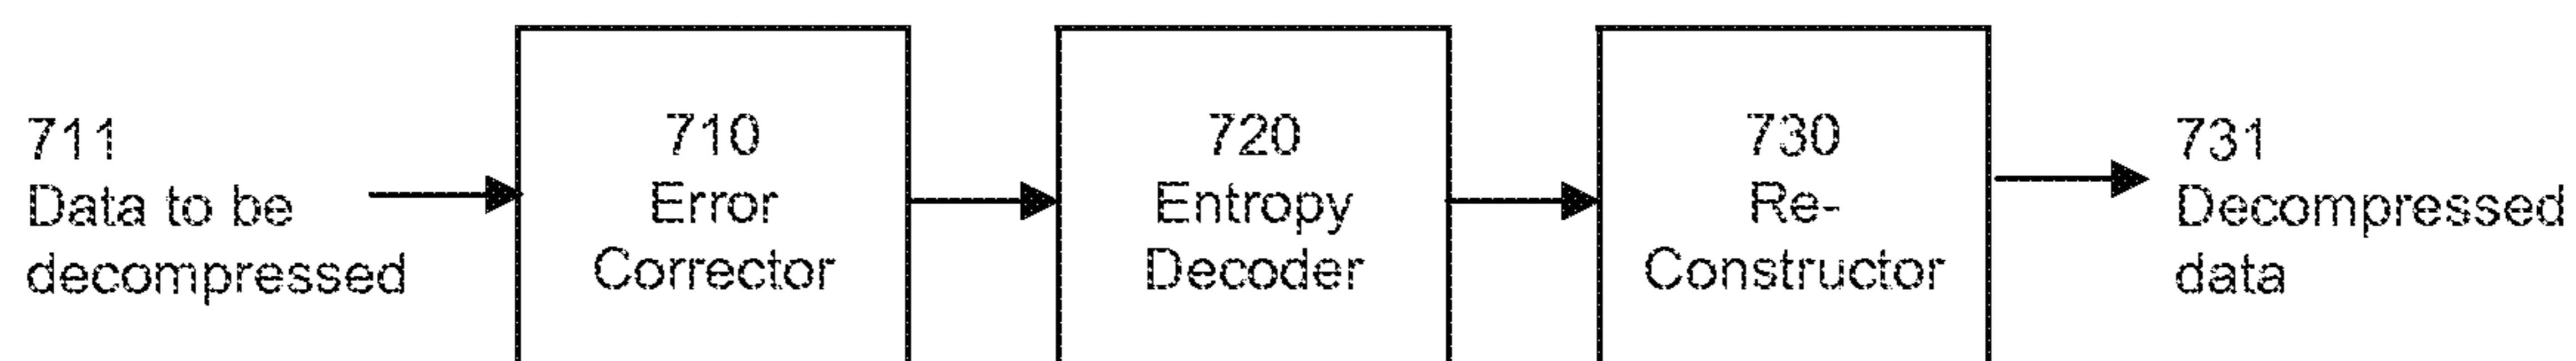 711
Data to be
decompressed
710
Error
Corrector
720
Entropy
Decoder
730
Re-
Constructor
731
Decompressed
data